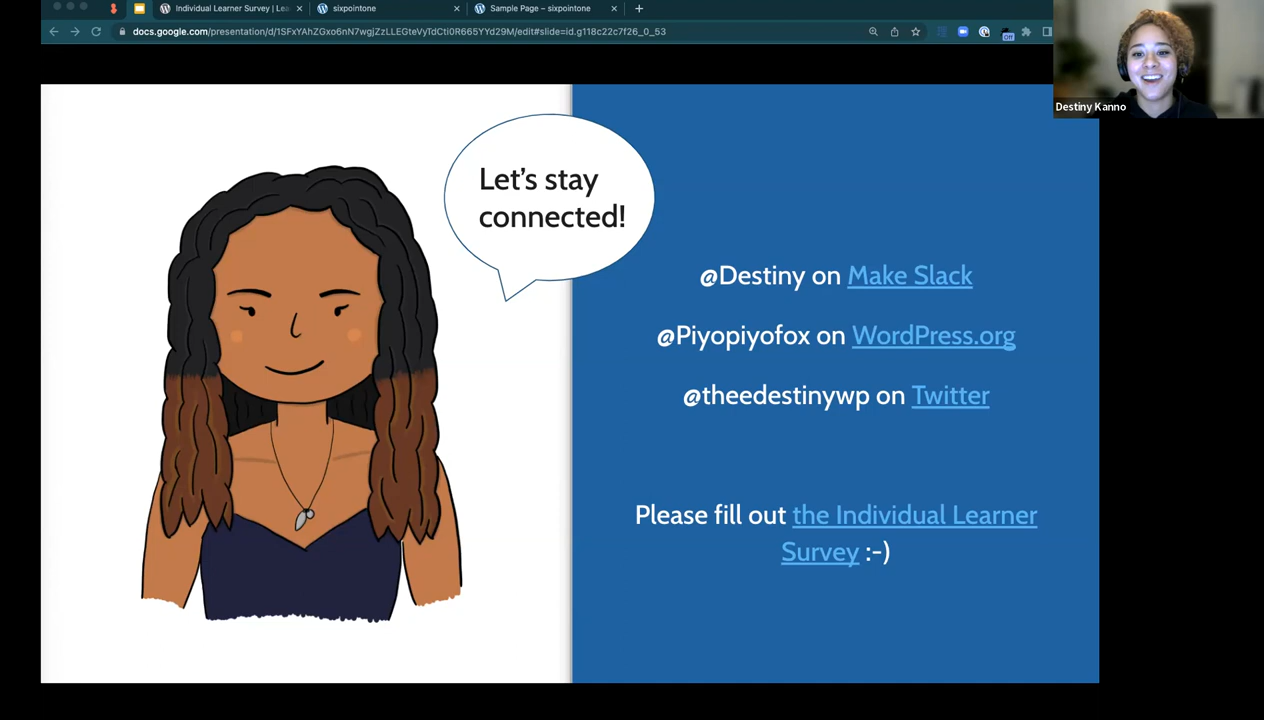 Individual Learner Survey | Lea
sixpointone
Sample Page – sixpointone
docs.google.com/presentation/d/1SFxYAhZGxo6nN7wgjZzLLEGteVyTdCti0R665YYd29M/edit#slide=id.g118c22c7f26_0_53
Off
Destiny Kanno
Let's stay
connected!
@Destiny on Make Slack
@Piyopiyofox on WordPress.org
@theedestinywp on Twitter
Please fill out the Individual Learner
Survey :-)